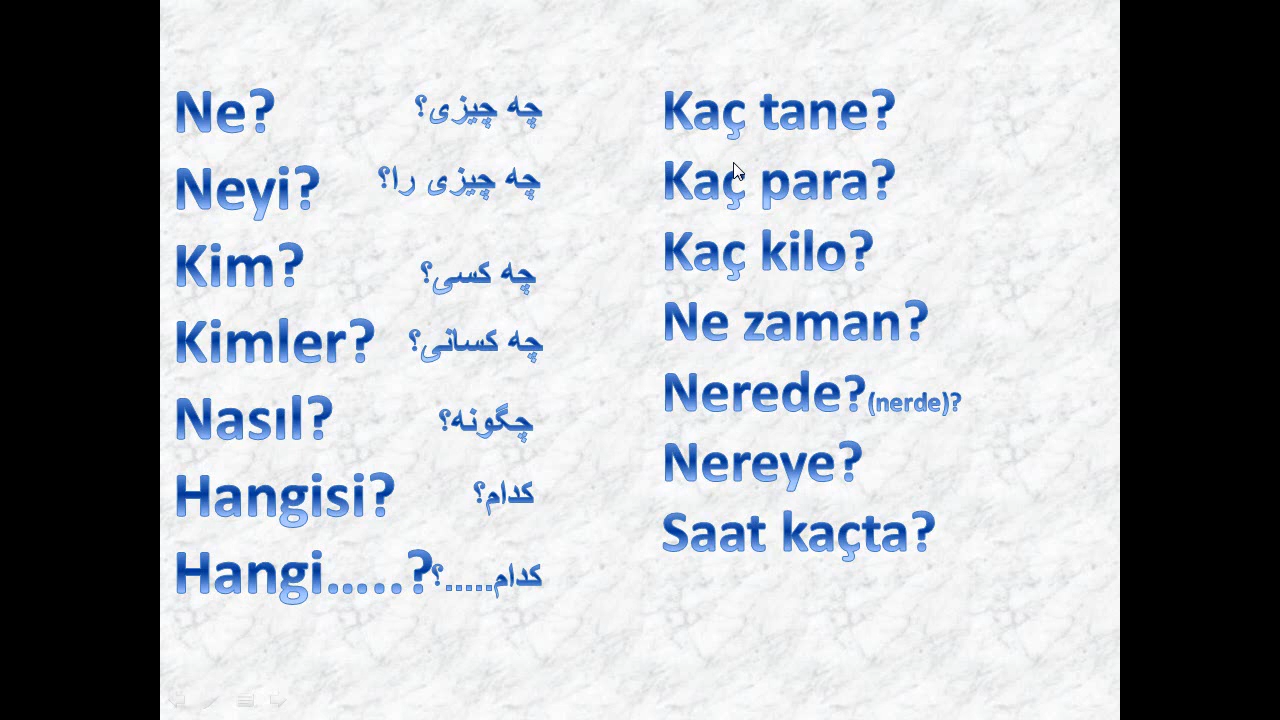 Ne? چه چیزی؟
Neyi? چه چیزی را؟
Kim? چه کسی؟
Kimler? چه کسانی؟
Nasıl? چگونه؟
Hangisi? کدام؟
Hangi.....? کدام.....؟
Kaç tane?
Kaç para?
Kaç kilo?
Ne zaman?
Nerede?(nerde)?
Nereye?
Saat kaçta?